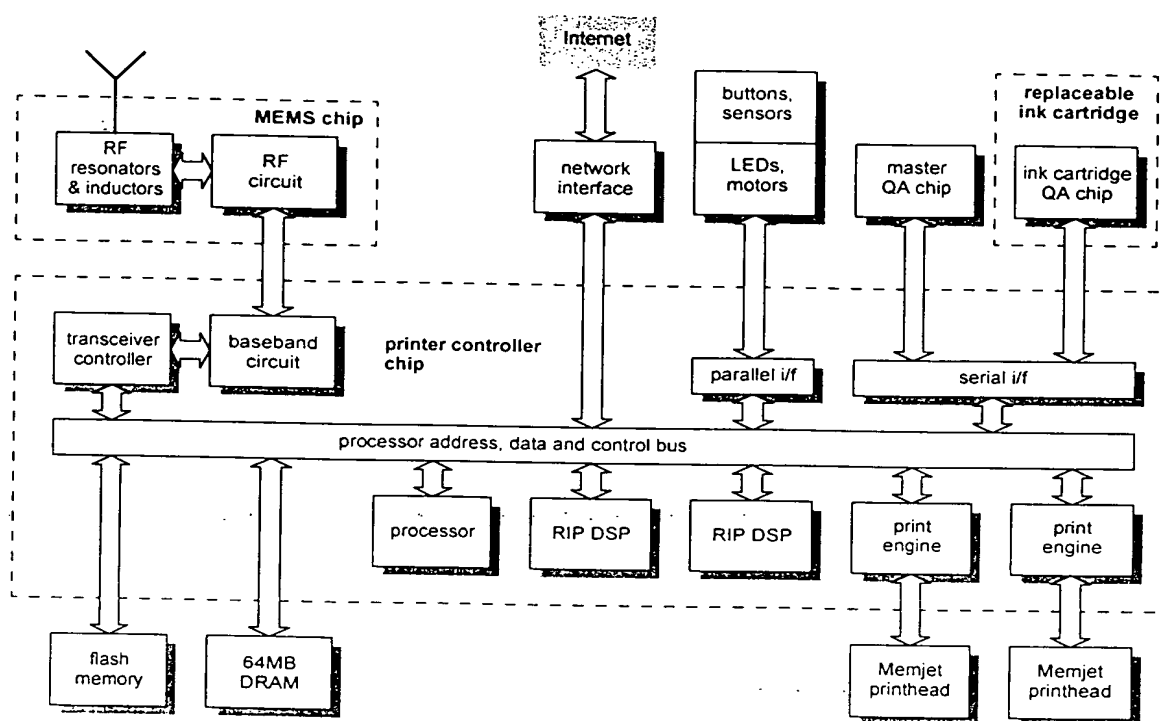 Internet
MEMS chip
RF
resonators
& inductors
RF
circuit
network
interface
buttons,
sensors
LEDs,
motors
master
QA chip
replaceable
ink cartridge
ink cartridge
QA chip
transceiver
controller
baseband
circuit
printer controller
chip
parallel i/f
serial i/f
processor address, data and control bus
processor
RIP DSP
RIP DSP
print
engine
print
engine
flash
memory
64MB
DRAM
Memjet
printhead
Memjet
printhead